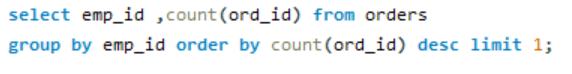 select emp_id ,count(ord_id) from orders
group by emp_id order by count(ord_id) desc limit 1;